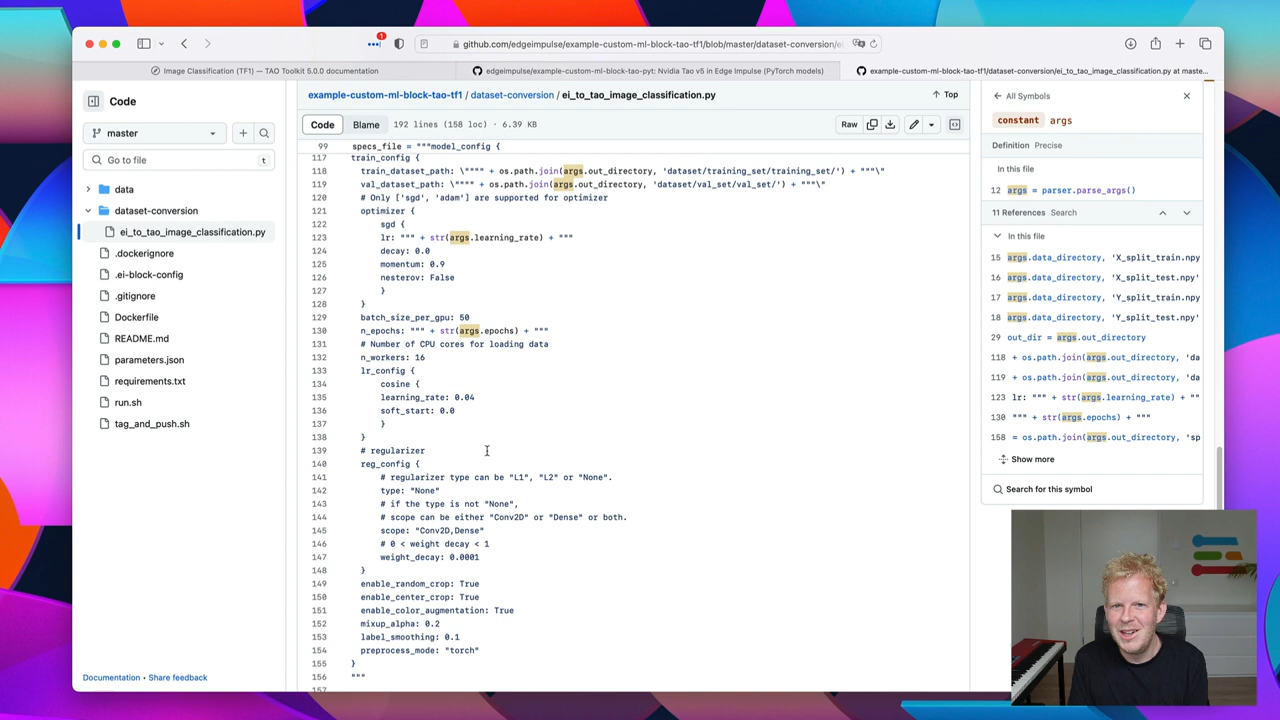 1
github.com/edgeimpulse/example-custom-ml-block-tao-tf1/blob/master/dataset-conversion/ei
Image Classification (TF1) — TAO Toolkit 5.0.0 documentation
edgeimpulse/example-custom-ml-block-tao-pyt: Nvidia Tao v5 in Edge Impulse (PyTorch models)
example-custom-ml-block-tao-tf1/dataset-conversion/ei_to_tao_image_classification.py at maste...
Code
master
Go to file
t
data
dataset-conversion
ei_to_tao_image_classification.py
.dockerignore
.ei-block-config
.gitignore
Dockerfile
README.md
parameters.json
requirements.txt
run.sh
tag_and_push.sh
Documentation • Share feedback
example-custom-ml-block-tao-tf1 / dataset-conversion / ei_to_tao_image_classification.py
Top
Code Blame 192 lines (158 loc) · 6.39 KB
Raw
99 specs_file = """model_config {
117 train_config {
118 train_dataset_path: \"""" + os.path.join(args.out_directory, 'dataset/training_set/training_set/') + """\"
119 val_dataset_path: \"""" + os.path.join(args.out_directory, 'dataset/val_set/val_set/') + """\"
120 # Only ['sgd', 'adam'] are supported for optimizer
121 optimizer {
122 sgd {
123 lr: """ + str(args.learning_rate) + """
124 decay: 0.0
125 momentum: 0.9
126 nesterov: False
127 }
128 }
129 batch_size_per_gpu: 50
130 n_epochs: """ + str(args.epochs) + """
131 # Number of CPU cores for loading data
132 n_workers: 16
133 lr_config {
134 cosine {
135 learning_rate: 0.04
136 soft_start: 0.0
137 }
138 }
139 # regularizer
140 reg_config {
141 # regularizer type can be "L1", "L2" or "None".
142 type: "None"
143 # if the type is not "None",
144 # scope can be either "Conv2D" or "Dense" or both.
145 scope: "Conv2D,Dense"
146 # 0 < weight decay < 1
147 weight_decay: 0.0001
148 }
149 enable_random_crop: True
150 enable_center_crop: True
151 enable_color_augmentation: True
152 mixup_alpha: 0.2
153 label_smoothing: 0.1
154 preprocess_mode: "torch"
155 }
156 """
157
All Symbols
constant args
Definition Precise
In this file
12 args = parser.parse_args()
11 References Search
In this file
15 args.data_directory, 'X_split_train.npy
16 args.data_directory, 'X_split_test.npy'
17 args.data_directory, 'Y_split_train.npy
18 args.data_directory, 'Y_split_test.npy'
29 out_dir = args.out_directory
118 + os.path.join(args.out_directory, 'da
119 + os.path.join(args.out_directory, 'da
123 lr: """ + str(args.learning_rate) + ""
130 """ + str(args.epochs) + """
158 = os.path.join(args.out_directory, 'sp
Show more
Search for this symbol